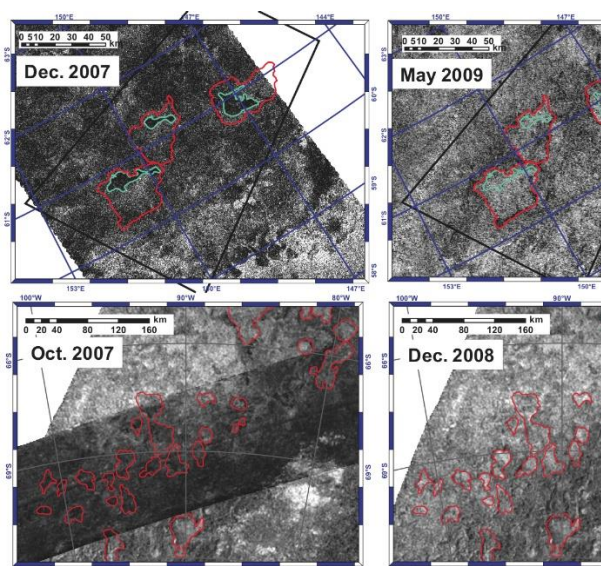 150°E 147°E 144°E
0 5 10 20 30 40 50 km
Dec. 2007
63°S
62°S
61°S
60°S
59°S
58°S
153°E 150°E 147°E
150°E 147°E
0 5 10 20 30 40 50 km
May 2009
63°S
62°S
61°S
153°E 150°E
100°W 90°W 80°W
0 20 40 80 120 160 km
Oct. 2007
66°S 66°S
69°S 69°S
100°W 90°W
0 20 40 80 120 160 km
Dec. 2008
66°S
69°S